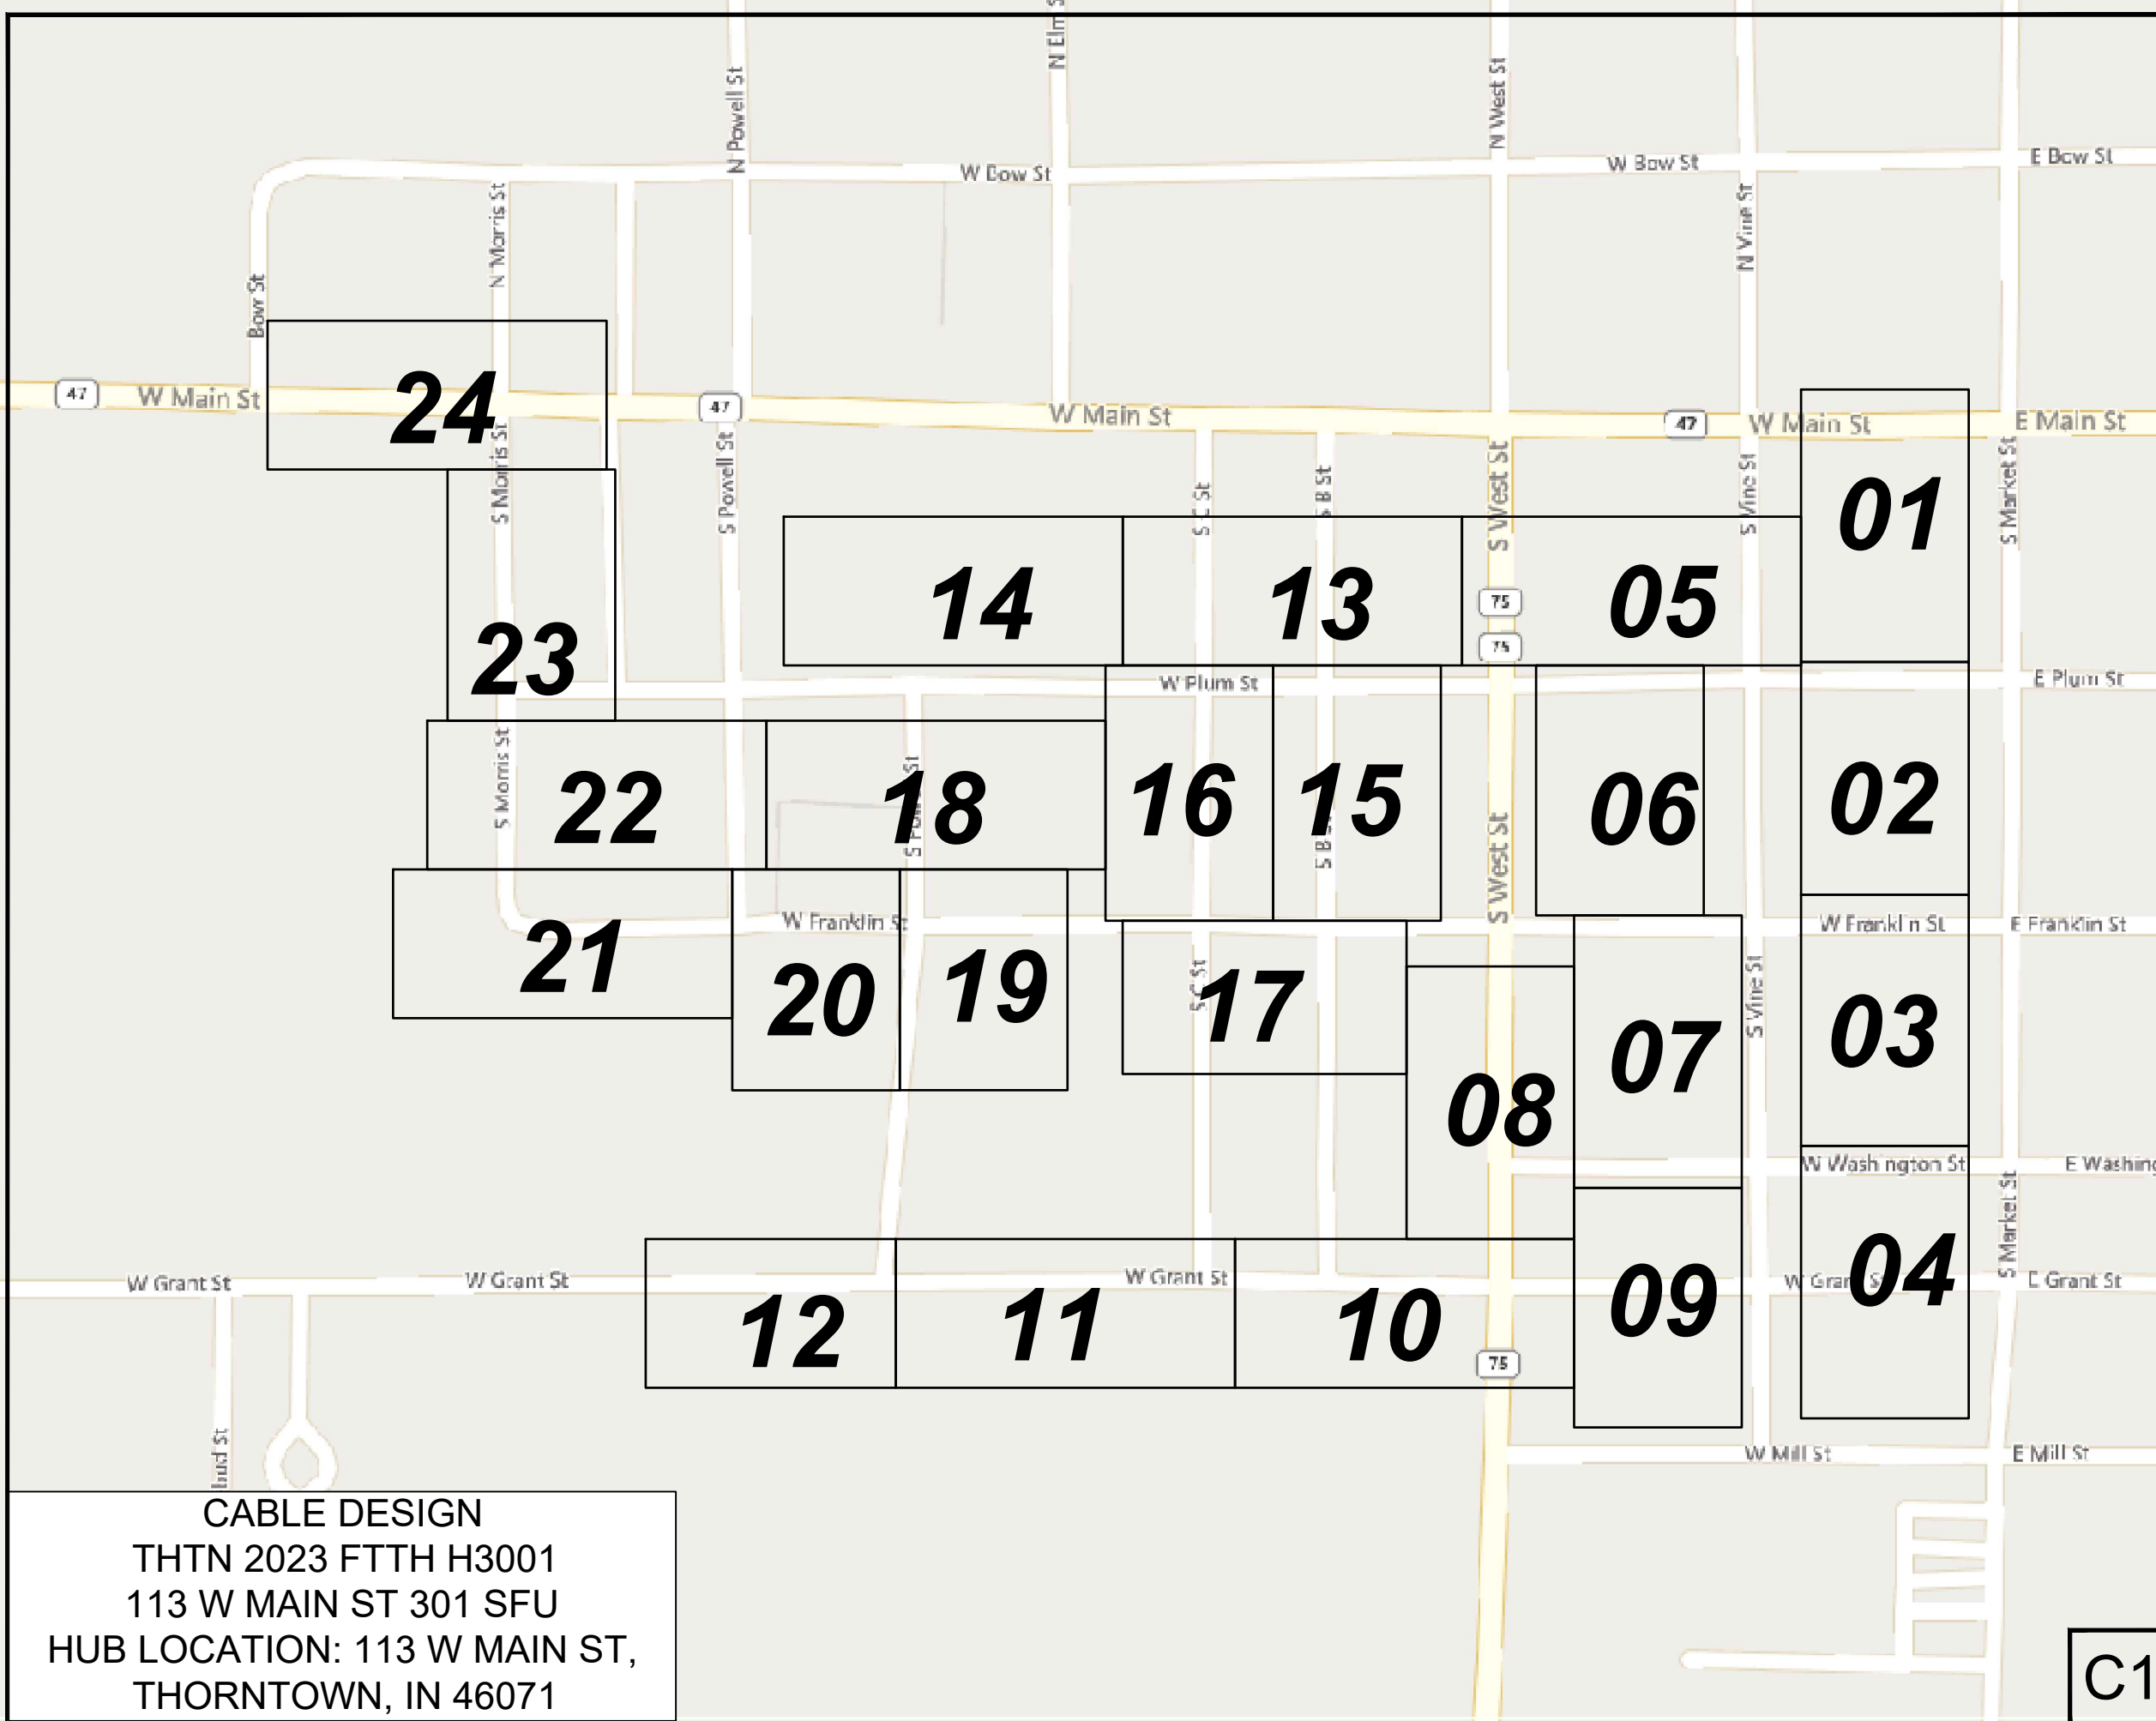 N Powell St
N Elm S
N West St
W Bow St
W Bow St
E Bow St
N Morris St
N Vine St
Bow St
24
47
W Main St
47
W Main St
47
W Main St
E Main St
S Morris St
S Powell St
S C St
S B St
S West St
S Vine St
01
S Market St
14
13
75
05
75
23
W Plum St
E Plum St
S Morris St
22
18
16
15
S West St
06
02
W Franklin St
W Franklin St
E Franklin St
21
20
19
S C St
17
07
S Vine St
03
08
W Washington St
E Washing
S Market St
W Grant St
W Grant St
W Grant St
W Grant St
04
E Grant St
12
11
10
09
75
W Mill St
E Mill St
CABLE DESIGN
THTN 2023 FTTH H3001
113 W MAIN ST 301 SFU
HUB LOCATION: 113 W MAIN ST,
THORNTOWN, IN 46071
C1